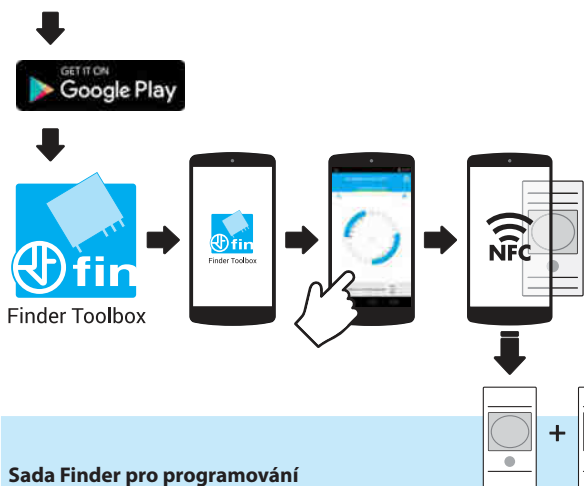 GET IT ON
Google Play
fin
Finder Toolbox
fin
Finder Toolbox
NFC
+
Sada Finder pro programování